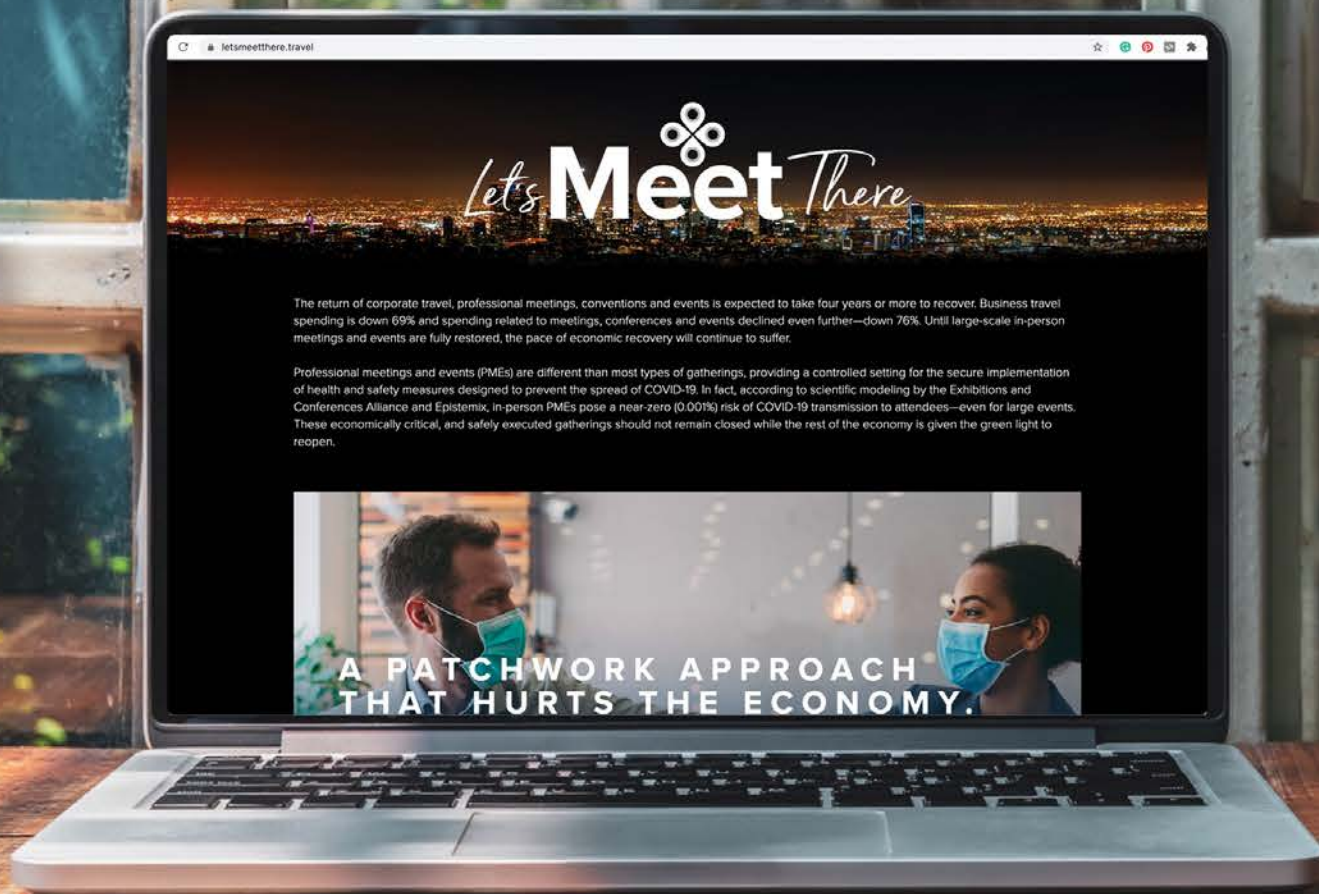 letsmeetthere.travel
Let's Meet There
The return of corporate travel, professional meetings, conventions and events is expected to take four years or more to recover. Business travel
spending is down 69% and spending related to meetings, conferences and events declined even further—down 76%. Until large-scale in-person
meetings and events are fully restored, the pace of economic recovery will continue to suffer.
Professional meetings and events (PMEs) are different than most types of gatherings, providing a controlled setting for the secure implementation
of health and safety measures designed to prevent the spread of COVID-19. In fact, according to scientific modeling by the Exhibitions and
Conferences Alliance and Epistemix, in-person PMEs pose a near-zero (0.001%) risk of COVID-19 transmission to attendees—even for large events.
These economically critical, and safely executed gatherings should not remain closed while the rest of the economy is given the green light to
reopen.
A PATCHWORK APPROACH
THAT HURTS THE ECONOMY.